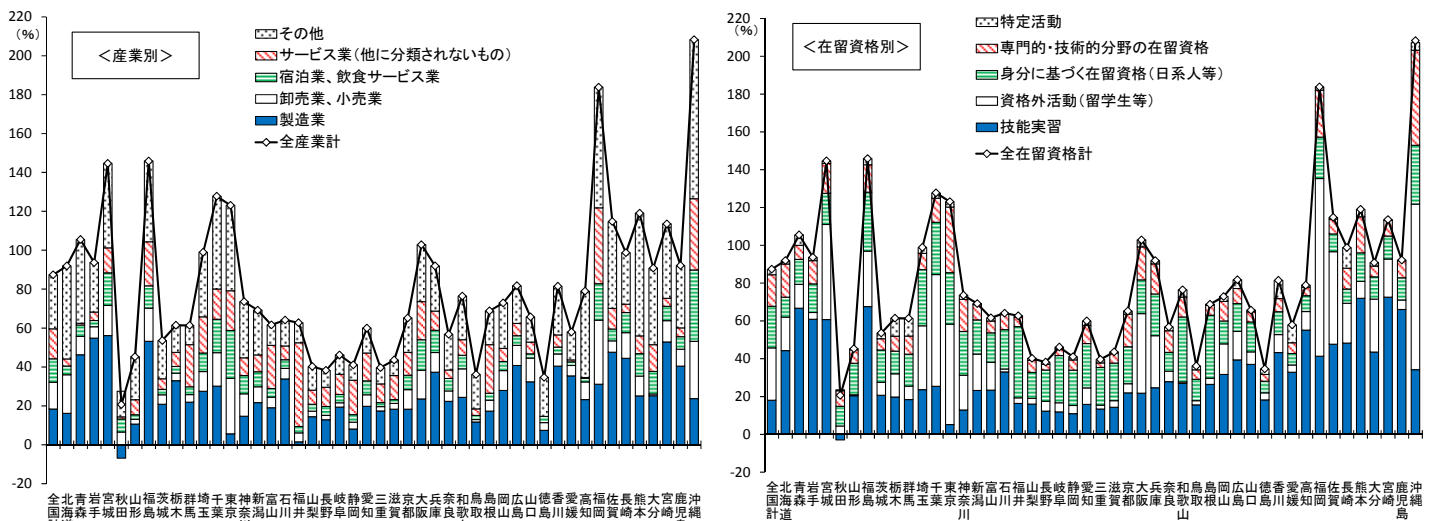 220
(%)
200
180
160
140
120
100
80
60
40
20
0
-20
<産業別>
その他
サービス業(他に分類されないもの)
宿泊業、飲食サービス業
卸売業、小売業
製造業
全産業計
全国計 北海道 青森 岩手 宮城 秋田 山形 福島 茨城 栃木 群馬 埼玉 千葉 東京 神奈川 新潟 富山 石川 福井 山梨 長野 岐阜 静岡 愛知 三重 滋賀 京都 大阪 兵庫 奈良 和歌山 鳥取 島根 岡山 広島 山口 徳島 香川 愛媛 高知 福岡 佐賀 長崎 熊本 大分 宮崎 鹿児島 沖縄
220
(%)
200
180
160
140
120
100
80
60
40
20
0
-20
<在留資格別>
特定活動
専門的・技術的分野の在留資格
身分に基づく在留資格(日系人等)
資格外活動(留学生等)
技能実習
全在留資格計
全国計 北海道 青森 岩手 宮城 秋田 山形 福島 茨城 栃木 群馬 埼玉 千葉 東京 神奈川 新潟 富山 石川 福井 山梨 長野 岐阜 静岡 愛知 三重 滋賀 京都 大阪 兵庫 奈良 和歌山 鳥取 島根 岡山 広島 山口 徳島 香川 愛媛 高知 福岡 佐賀 長崎 熊本 大分 宮崎 鹿児島 沖縄